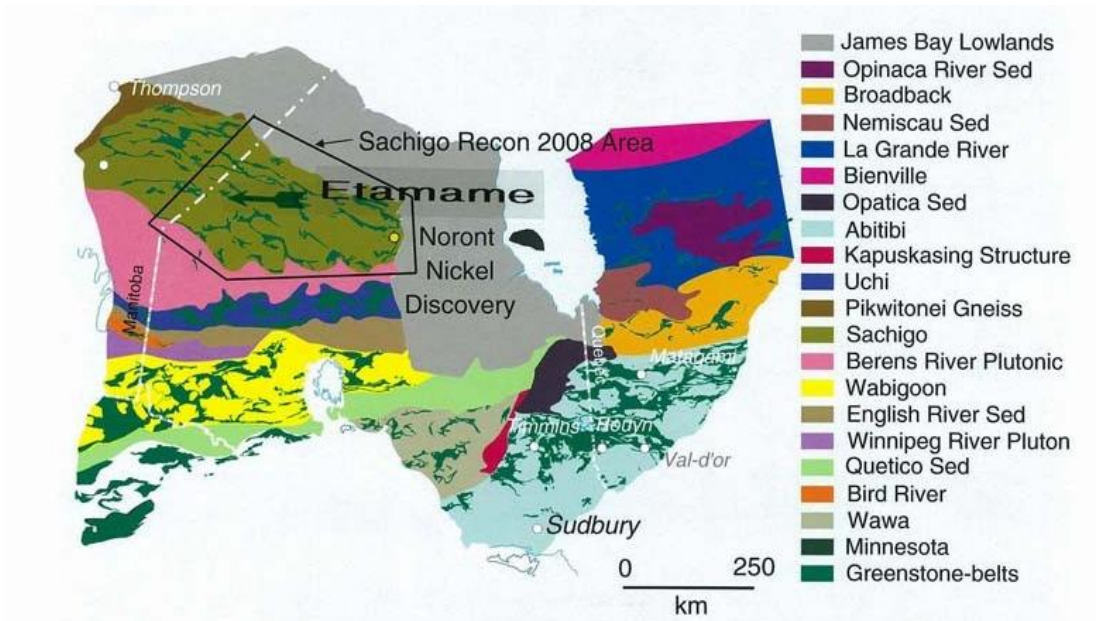 Thompson
Sachigo Recon 2008 Area
Etamame
Noront
Nickel
Discovery
Manitoba
Matagami
Timmins
Val-d'or
Sudbury
0 250
km
James Bay Lowlands
Opinaca River Sed
Broadback
Nemiscau Sed
La Grande River
Bienville
Opatica Sed
Abitibi
Kapuskasing Structure
Uchi
Pikwitonei Gneiss
Sachigo
Berens River Plutonic
Wabigoon
English River Sed
Winnipeg River Pluton
Quetico Sed
Bird River
Wawa
Minnesota
Greenstone-belts